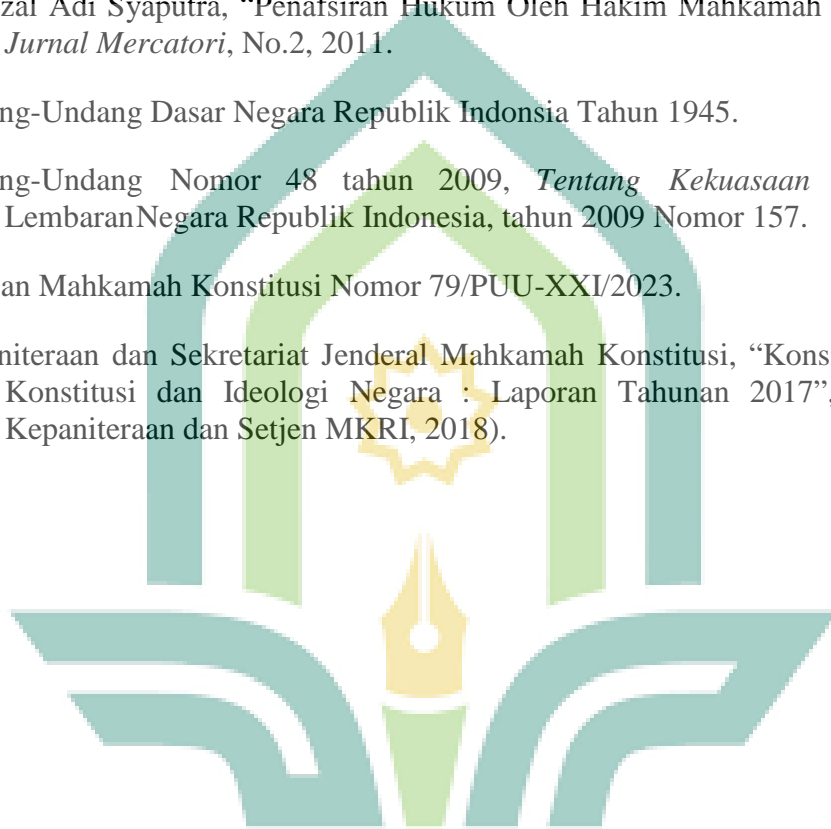 zal Adi Syaputra, “Penafsiran Hukum Oleh Hakim Mahkamah
Jurnal Mercatori, No.2, 2011.
ng-Undang Dasar Negara Republik Indonsia Tahun 1945.
ng-Undang Nomor 48 tahun 2009, Tentang Kekuasaan
LembaranNegara Republik Indonesia, tahun 2009 Nomor 157.
an Mahkamah Konstitusi Nomor 79/PUU-XXI/2023.
niteraan dan Sekretariat Jenderal Mahkamah Konstitusi, “Kons
Konstitusi dan Ideologi Negara : Laporan Tahunan 2017”,
Kepaniteraan dan Setjen MKRI, 2018).